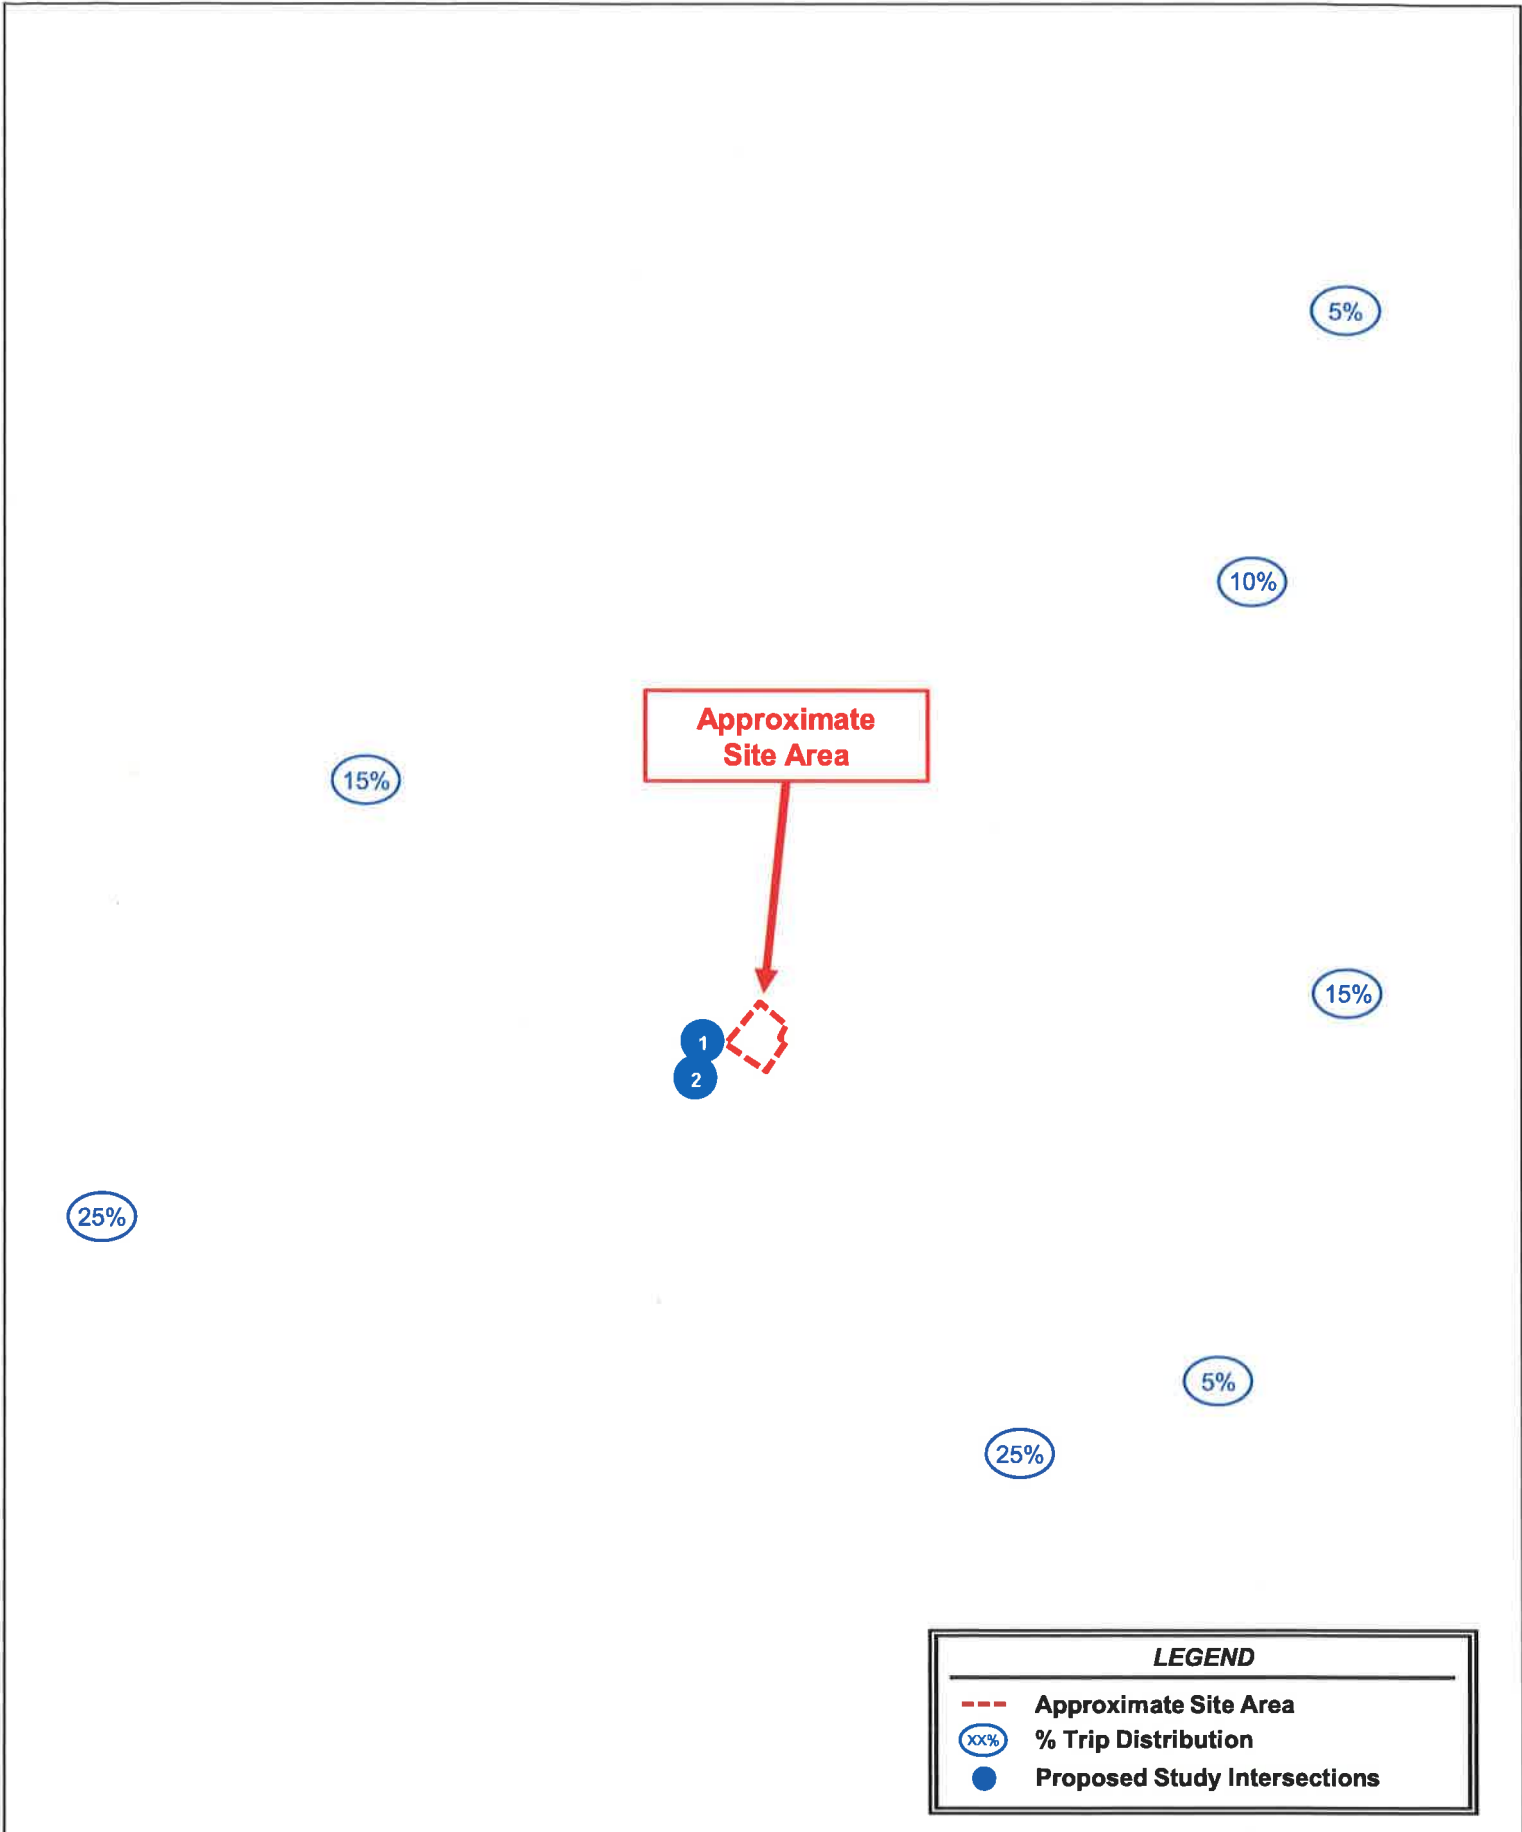 5%
10%
Approximate
Site Area
15%
15%
1
2
25%
5%
25%
LEGEND
Approximate Site Area
XX% % Trip Distribution
Proposed Study Intersections